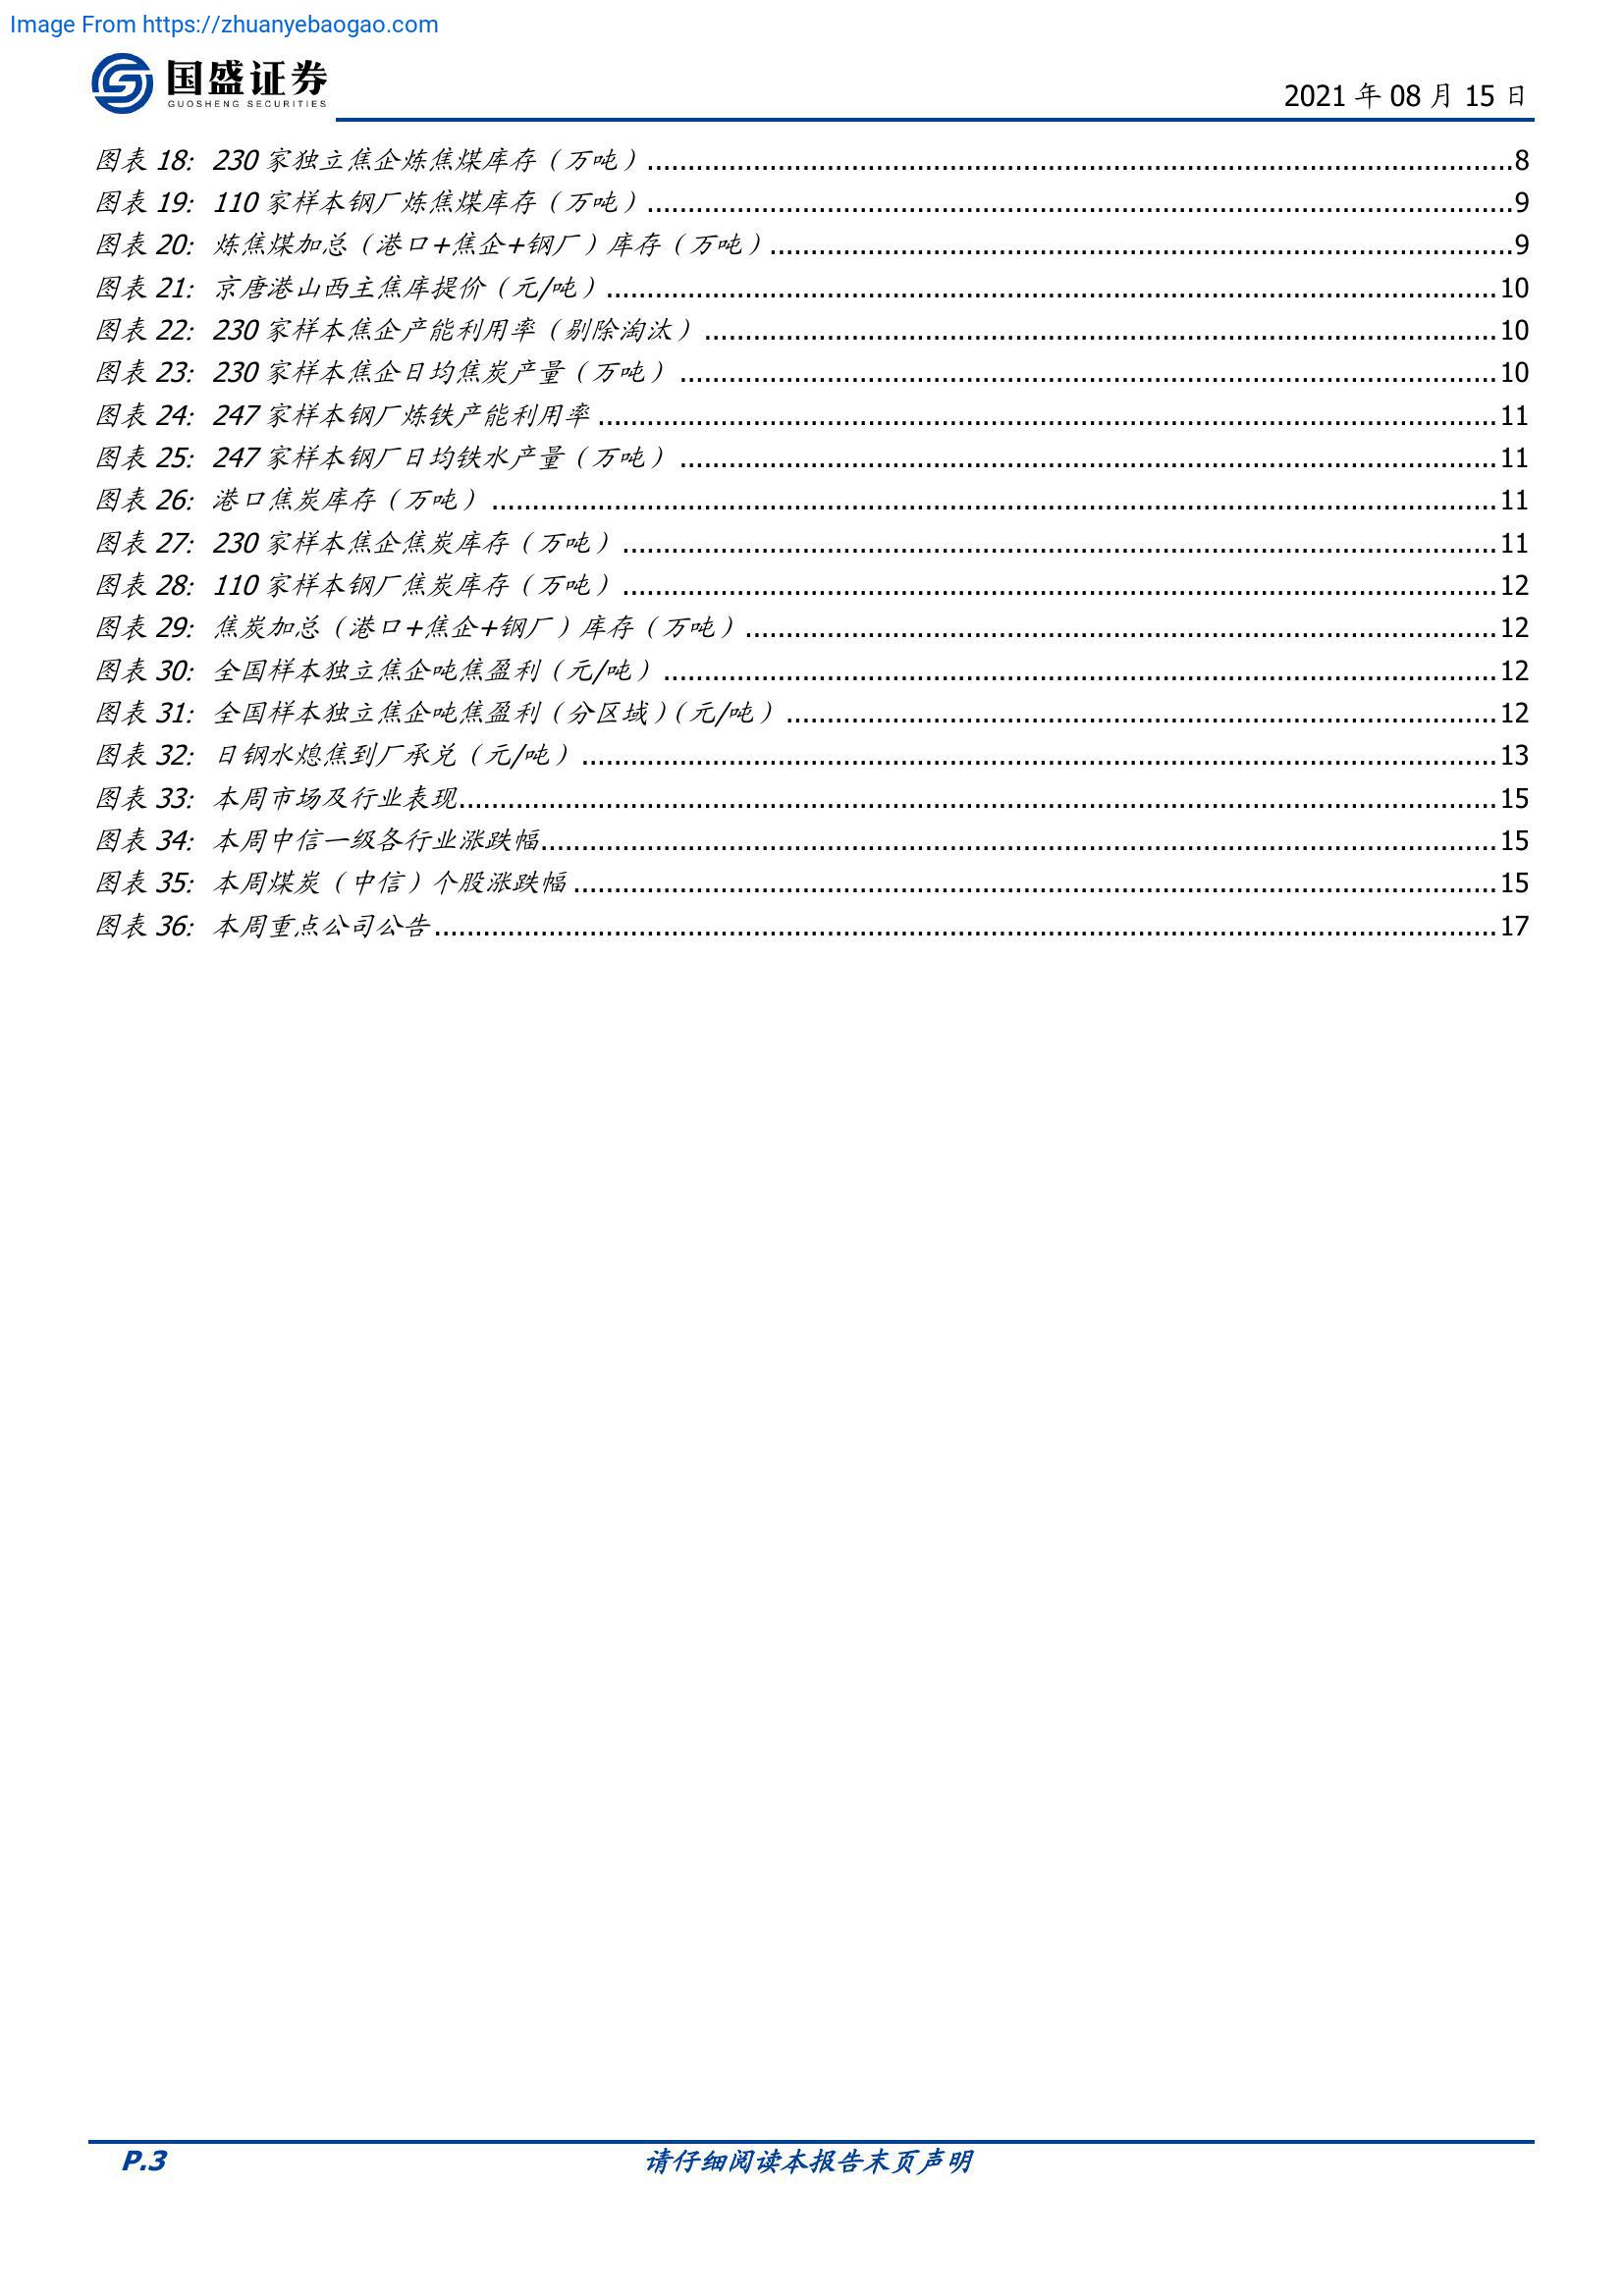 Image From https://zhuanyebaogao.com
国盛证券
GUOSHENG SECURITIES
2021 年 08 月 15 日
图表 18: 230 家独立焦企炼焦煤库存（万吨）8
图表 19: 110 家样本钢厂炼焦煤库存（万吨）9
图表 20: 炼焦煤加总（港口+焦企+钢厂）库存（万吨）9
图表 21: 京唐港山西主焦库提价（元/吨）10
图表 22: 230 家样本焦企产能利用率（剔除淘汰）10
图表 23: 230 家样本焦企日均焦炭产量（万吨）10
图表 24: 247 家样本钢厂炼铁产能利用率 11
图表 25: 247 家样本钢厂日均铁水产量（万吨）11
图表 26: 港口焦炭库存（万吨）11
图表 27: 230 家样本焦企焦炭库存（万吨）11
图表 28: 110 家样本钢厂焦炭库存（万吨）12
图表 29: 焦炭加总（港口+焦企+钢厂）库存（万吨）12
图表 30: 全国样本独立焦企吨焦盈利（元/吨）12
图表 31: 全国样本独立焦企吨焦盈利（分区域）（元/吨）12
图表 32: 日钢水熄焦到厂承兑（元/吨）13
图表 33: 本周市场及行业表现 15
图表 34: 本周中信一级各行业涨跌幅 15
图表 35: 本周煤炭（中信）个股涨跌幅 15
图表 36: 本周重点公司公告 17
P.3
请仔细阅读本报告末页声明